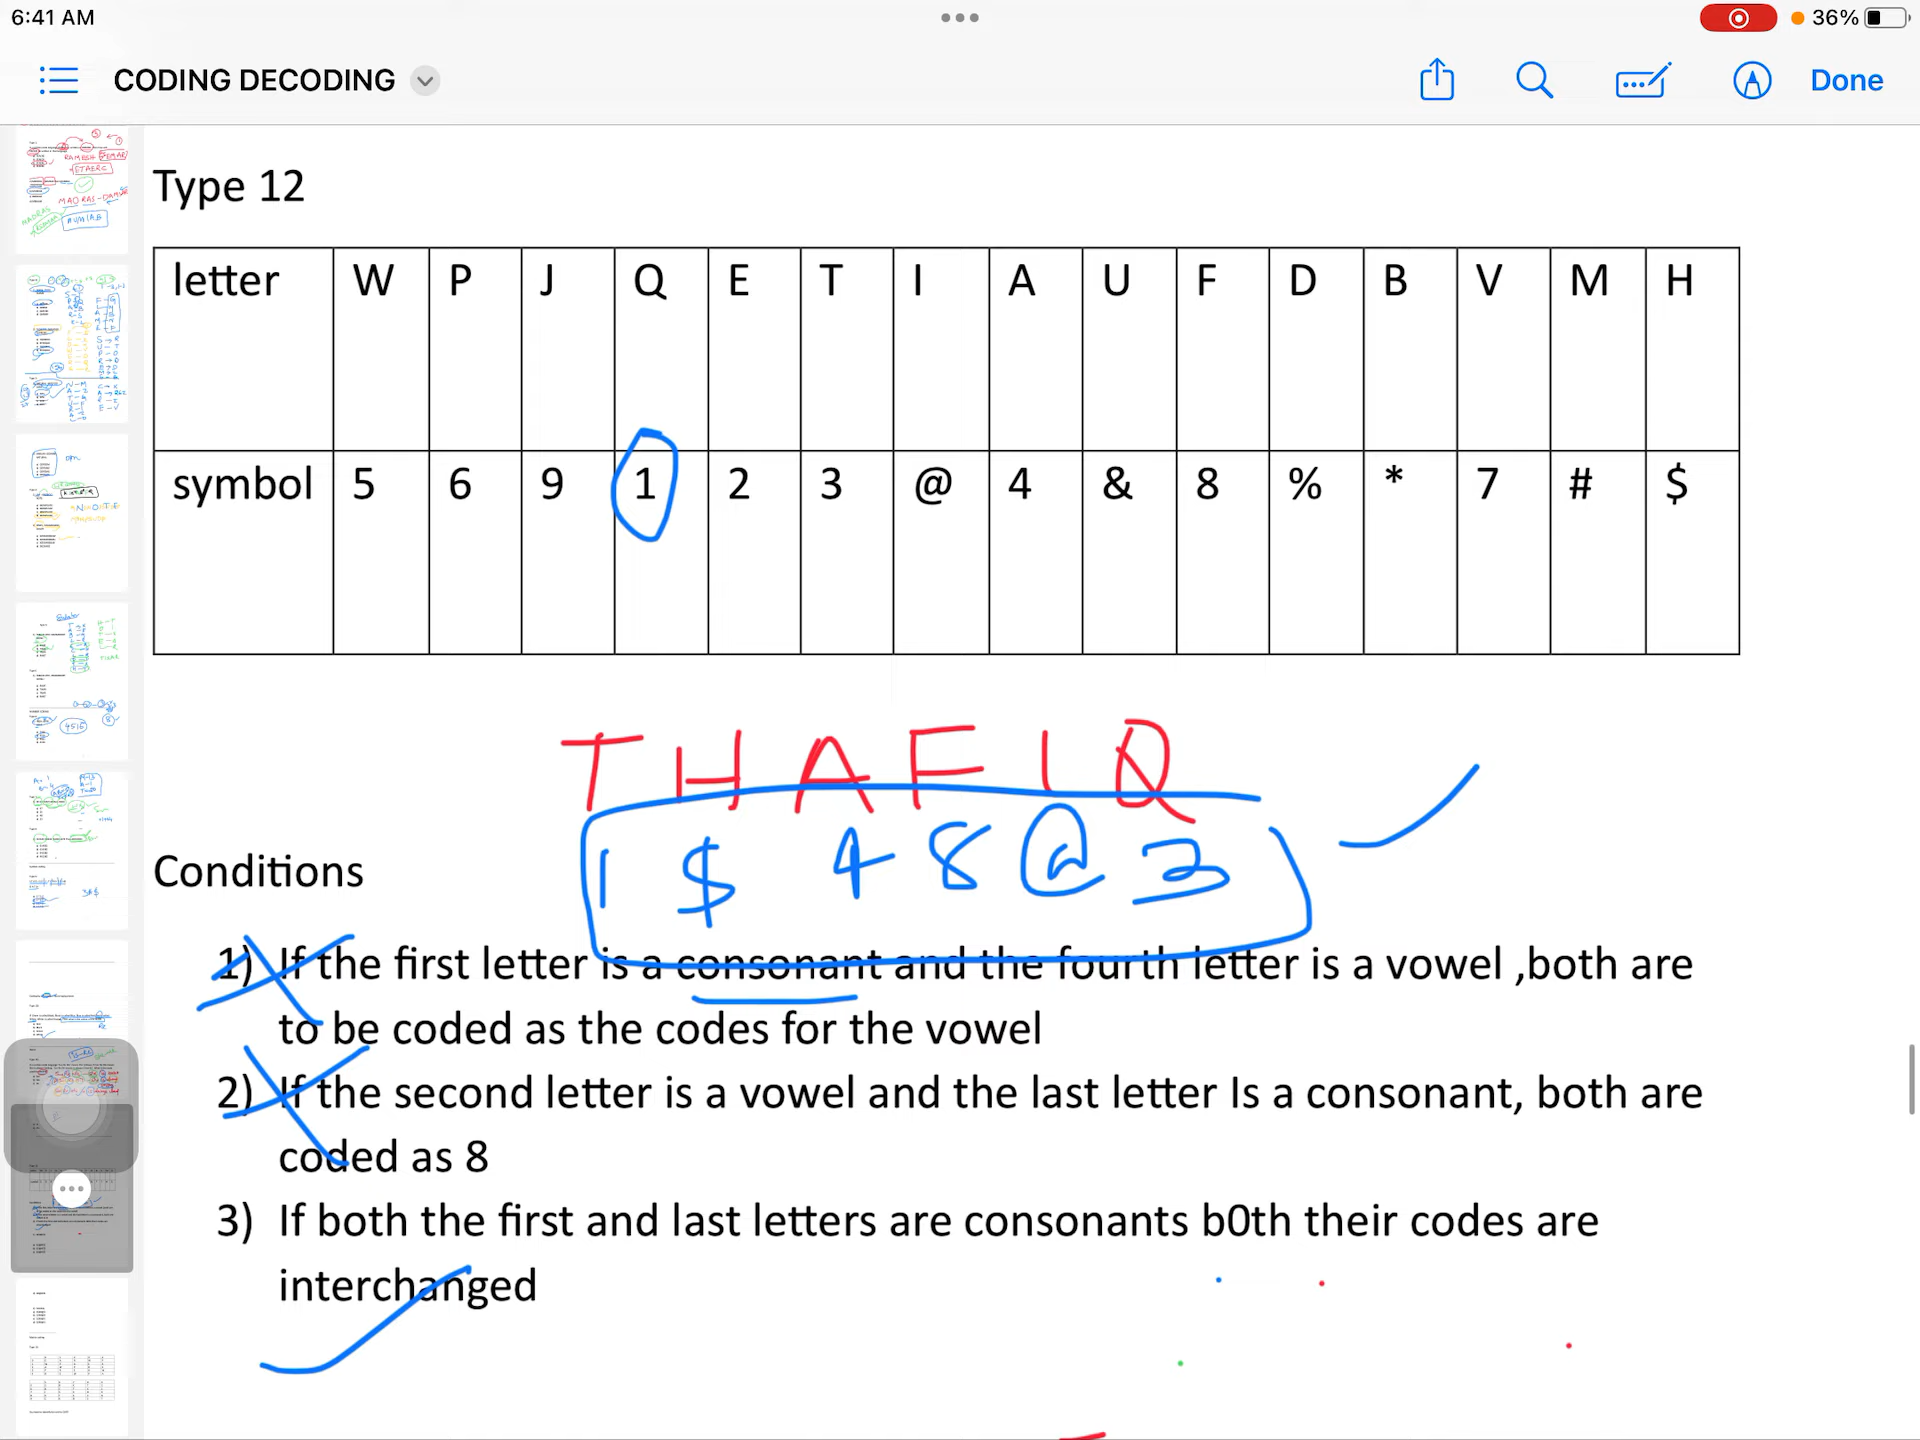 6:41 AM
36%
CODING DECODING
Done
Type 12
letter W P J Q E T I A U F D B V M H
symbol 5 6 9 1 2 3 @ 4 & 8 % * 7 # $
T H A F I Q
1 $ 4 8 @ 3
Conditions
1) If the first letter is a consonant and the fourth letter is a vowel ,both are
to be coded as the codes for the vowel
2) If the second letter is a vowel and the last letter Is a consonant, both are
coded as 8
3) If both the first and last letters are consonants b0th their codes are
interchanged